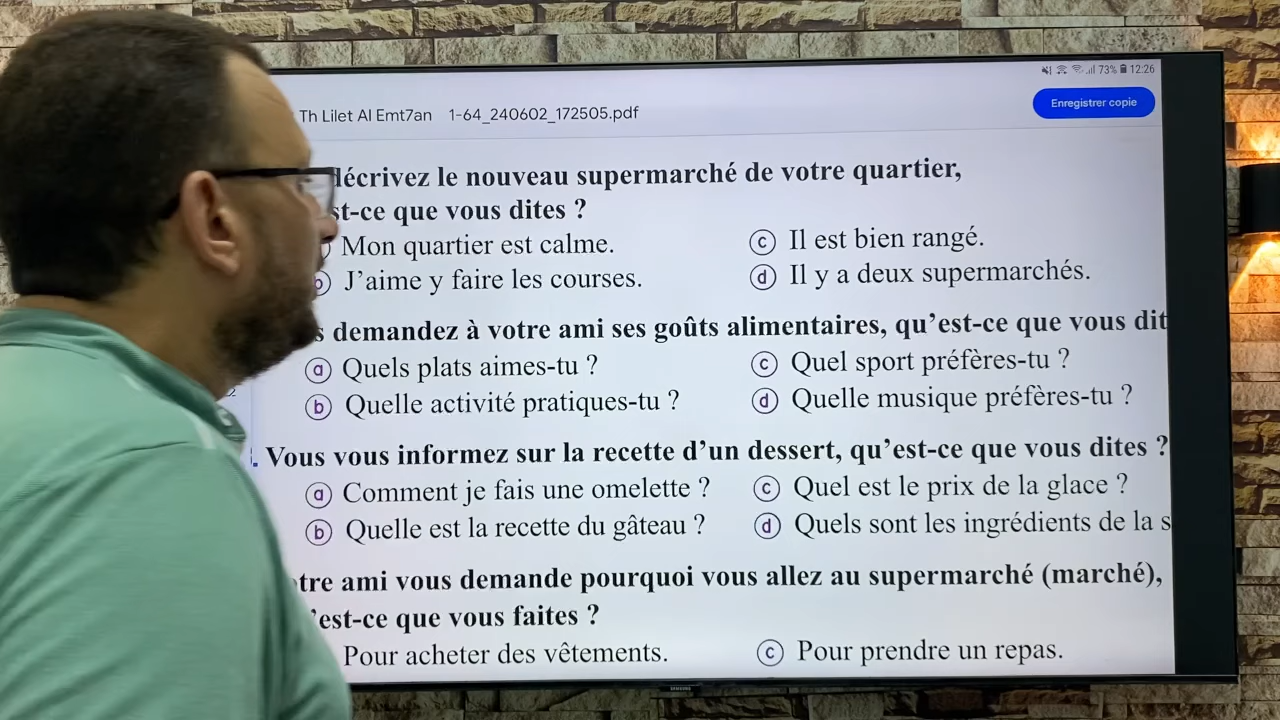 73% 12:26
Th Lilet Al Emt7an 1-64_240602_172505.pdf
Enregistrer copie
décrivez le nouveau supermarché de votre quartier,
st-ce que vous dites ?
Mon quartier est calme.
c Il est bien rangé.
b J’aime y faire les courses.
d Il y a deux supermarchés.
s demandez à votre ami ses goûts alimentaires, qu’est-ce que vous dit
a Quels plats aimes-tu ?
c Quel sport préfères-tu ?
b Quelle activité pratiques-tu ?
d Quelle musique préfères-tu ?
. Vous vous informez sur la recette d’un dessert, qu’est-ce que vous dites ?
a Comment je fais une omelette ?
c Quel est le prix de la glace ?
b Quelle est la recette du gâteau ?
d Quels sont les ingrédients de la s
tre ami vous demande pourquoi vous allez au supermarché (marché),
’est-ce que vous faites ?
Pour acheter des vêtements.
c Pour prendre un repas.
SAMSUNG